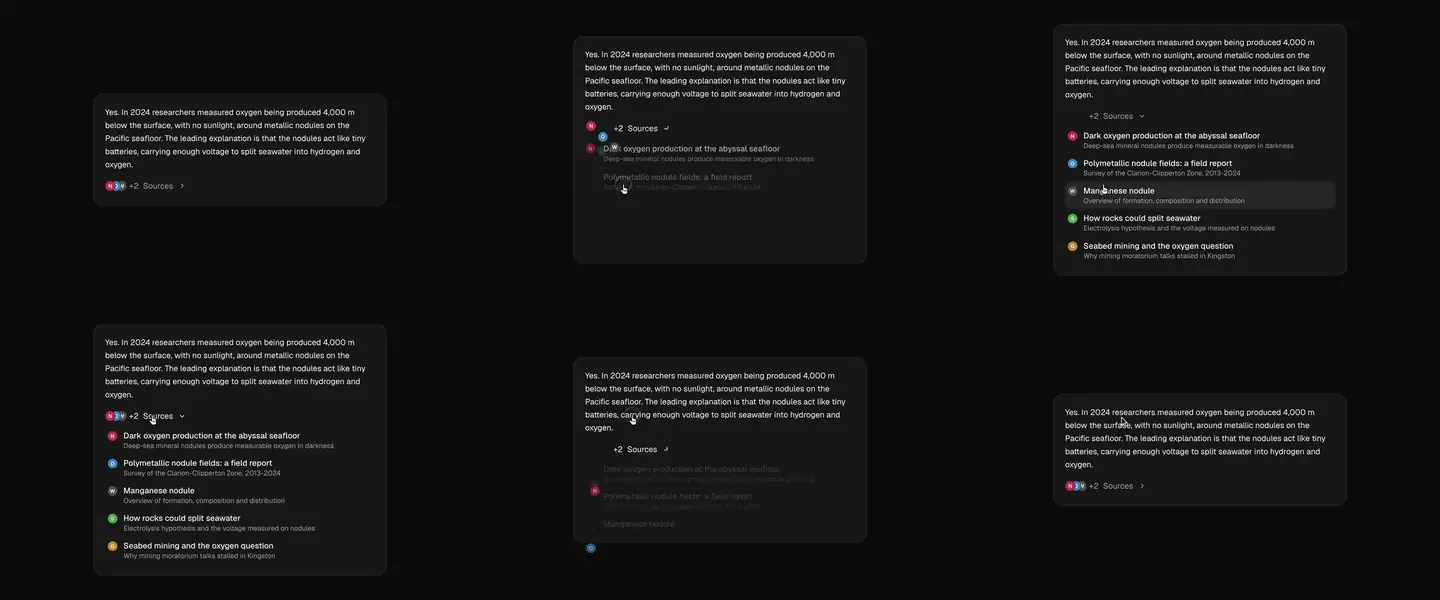 Yes. In 2024 researchers measured oxygen being produced 4,000 m
below the surface, with no sunlight, around metallic nodules on the
Pacific seafloor. The leading explanation is that the nodules act like tiny
batteries, carrying enough voltage to split seawater into hydrogen and
oxygen.
N W +2 Sources
Yes. In 2024 researchers measured oxygen being produced 4,000 m
below the surface, with no sunlight, around metallic nodules on the
Pacific seafloor. The leading explanation is that the nodules act like tiny
batteries, carrying enough voltage to split seawater into hydrogen and
oxygen.
N
+2 Sources
N Dark oxygen production at the abyssal seafloor
Deep-sea mineral nodules produce measurable oxygen in darkness
Polymetallic nodule fields: a field report
Yes. In 2024 researchers measured oxygen being produced 4,000 m
below the surface, with no sunlight, around metallic nodules on the
Pacific seafloor. The leading explanation is that the nodules act like tiny
batteries, carrying enough voltage to split seawater into hydrogen and
oxygen.
+2 Sources
N Dark oxygen production at the abyssal seafloor
Deep-sea mineral nodules produce measurable oxygen in darkness
Polymetallic nodule fields: a field report
Survey of the Clarion-Clipperton Zone, 2013-2024
W Manganese nodule
Overview of formation, composition and distribution
S How rocks could split seawater
Electrolysis hypothesis and the voltage measured on nodules
G Seabed mining and the oxygen question
Why mining moratorium talks stalled in Kingston
Yes. In 2024 researchers measured oxygen being produced 4,000 m
below the surface, with no sunlight, around metallic nodules on the
Pacific seafloor. The leading explanation is that the nodules act like tiny
batteries, carrying enough voltage to split seawater into hydrogen and
oxygen.
N W +2 Sources
N Dark oxygen production at the abyssal seafloor
Deep-sea mineral nodules produce measurable oxygen in darkness
Polymetallic nodule fields: a field report
Survey of the Clarion-Clipperton Zone, 2013-2024
W Manganese nodule
Overview of formation, composition and distribution
S How rocks could split seawater
Electrolysis hypothesis and the voltage measured on nodules
G Seabed mining and the oxygen question
Why mining moratorium talks stalled in Kingston
Yes. In 2024 researchers measured oxygen being produced 4,000 m
below the surface, with no sunlight, around metallic nodules on the
Pacific seafloor. The leading explanation is that the nodules act like tiny
batteries, carrying enough voltage to split seawater into hydrogen and
oxygen.
+2 Sources
Dark oxygen production at the abyssal seafloor
N Polymetallic nodule fields: a field report
Manganese nodule
Yes. In 2024 researchers measured oxygen being produced 4,000 m
below the surface, with no sunlight, around metallic nodules on the
Pacific seafloor. The leading explanation is that the nodules act like tiny
batteries, carrying enough voltage to split seawater into hydrogen and
oxygen.
N W +2 Sources